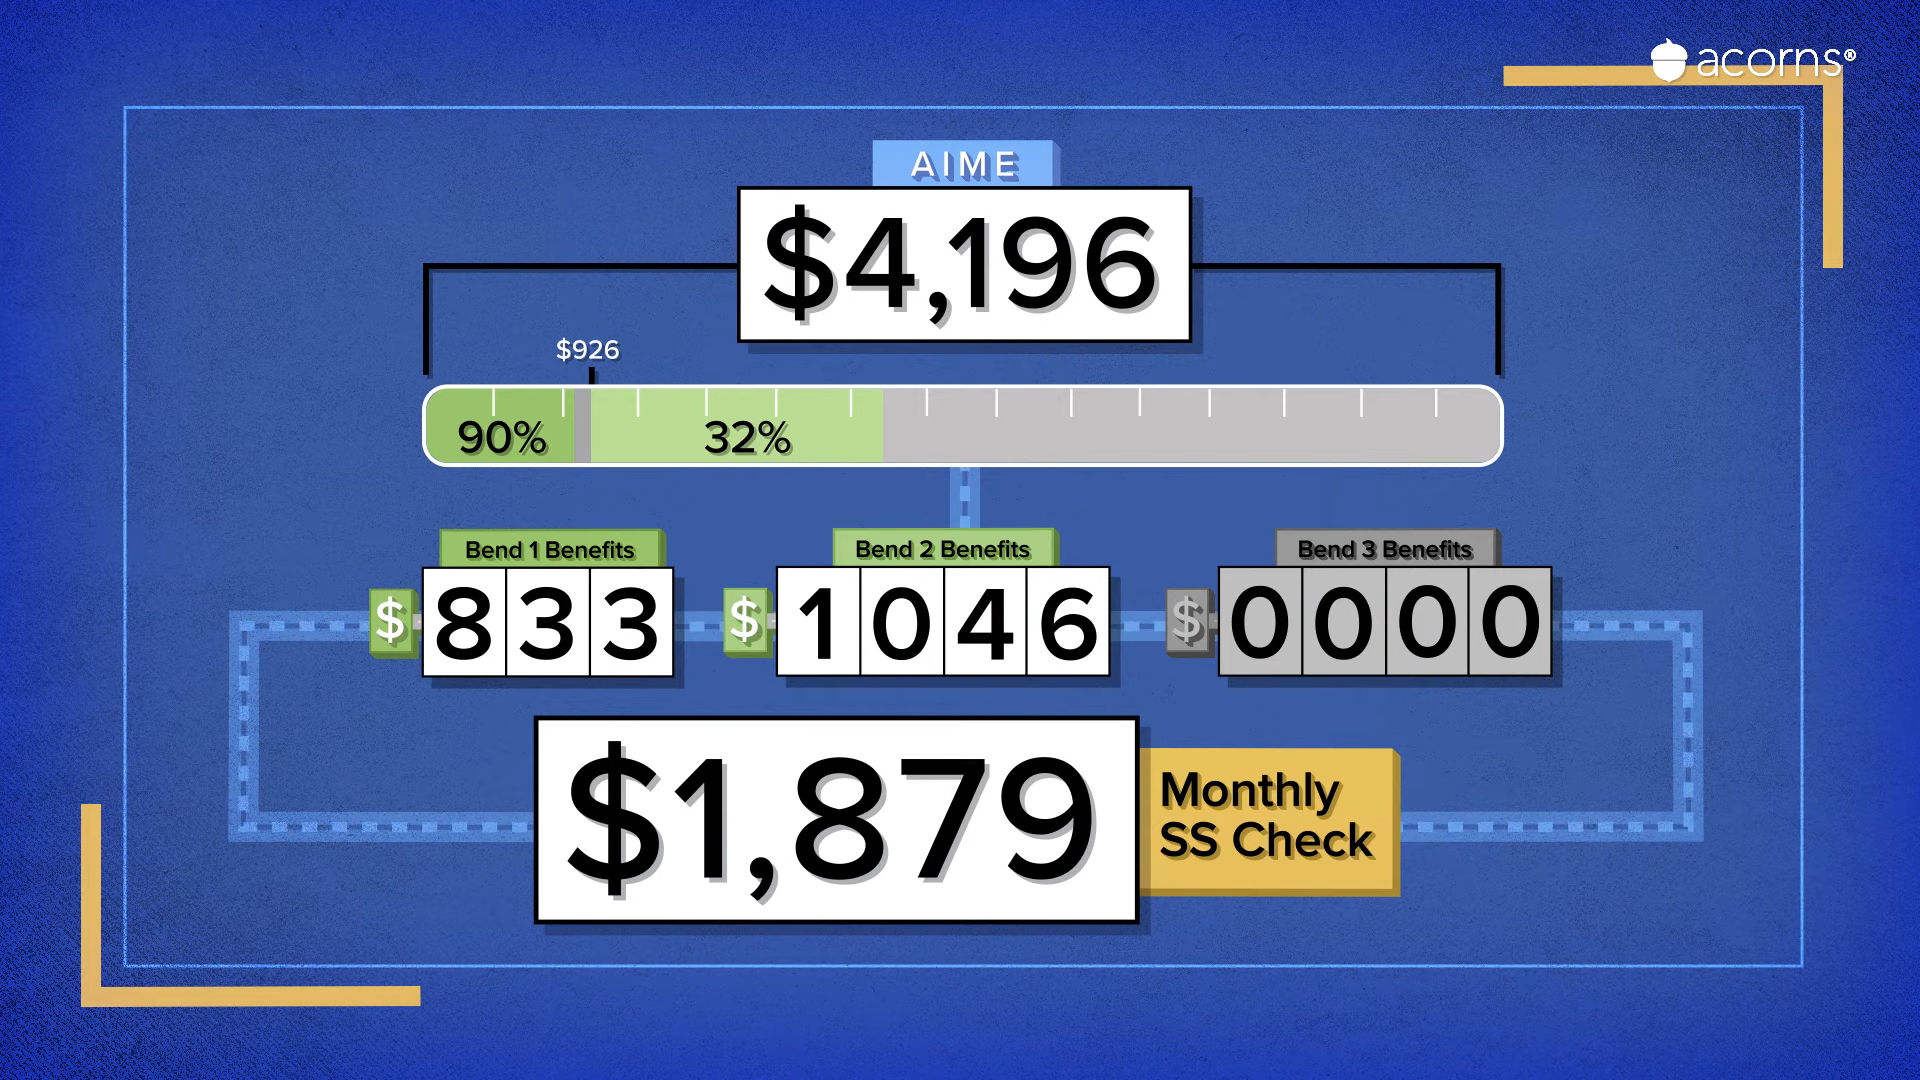 acorns®
AIME
$4,196
$926
90%
32%
Bend 1 Benefits
$ 833
Bend 2 Benefits
$ 1046
Bend 3 Benefits
$ 0000
$1,879
Monthly
SS Check